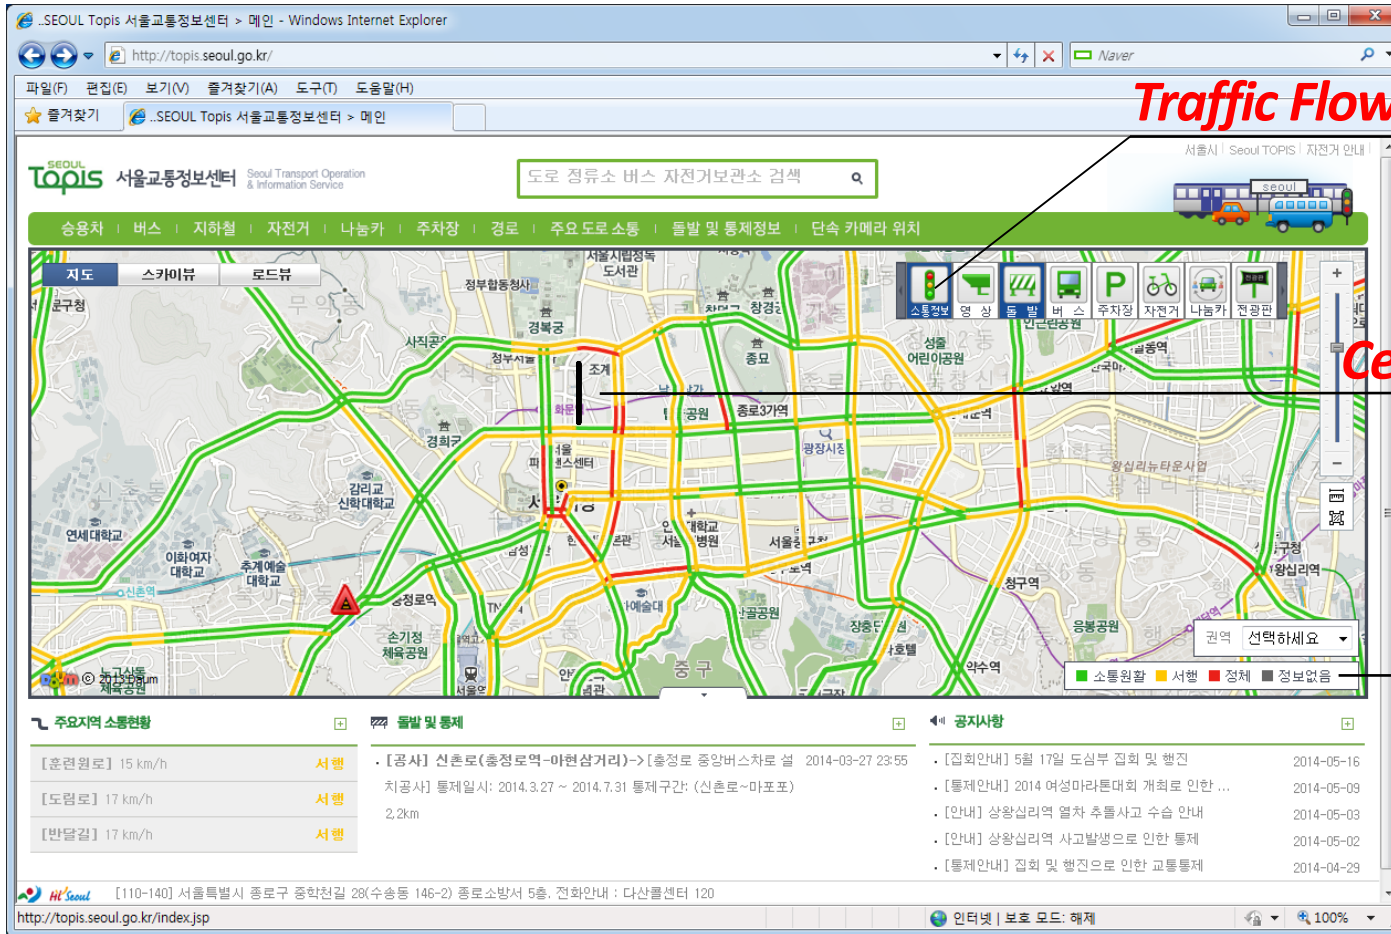 ..SEOUL Topis 서울교통정보센터 > 메인 - Windows Internet Explorer
http://topis.seoul.go.kr/
Naver
파일(F) 편집(E) 보기(V) 즐겨찾기(A) 도구(T) 도움말(H)
즐겨찾기
..SEOUL Topis 서울교통정보센터 > 메인
Traffic Flow
서울시 | Seoul TOPIS | 자전거 안내
SEOUL
Topis 서울교통정보센터
Seoul Transport Operation
& Information Service
도로 정류소 버스 자전거보관소 검색
seoul
승용차 | 버스 | 지하철 | 자전거 | 나눔카 | 주차장 | 경로 | 주요 도로 소통 | 돌발 및 통제정보 | 단속 카메라 위치
지도 스카이뷰 로드뷰
소통정보 영 상 돌 발 버 스 주차장 자전거 나눔카 전광판
서울시립정독
도서관
정부합동청사
경복궁
종묘
성줄
어린이공원
조계
Ce
종로3가역
경희궁
광장시장
왕십리뉴타운사업
감리교
신학대학교
연세대학교
이화여자
대학교
추계예술
대학교
신촌역
충정로역
청구역
왕십리역
손기정
체육공원
응봉공원
중구
약수역
권역 선택하세요
© 2013 Daum
소통원활 서행 정체 정보없음
주요지역 소통현황
[훈련원로] 15 km/h 서행
[도림로] 17 km/h 서행
[반달길] 17 km/h 서행
돌발 및 통제
[공사] 신촌로(충정로역-아현삼거리)->[충정로 중앙버스차로 설 2014-03-27 23:55
치공사] 통제일시: 2014.3.27 ~ 2014.7.31 통제구간: (신촌로~마포포)
2,2km
공지사항
[집회안내] 5월 17일 도심부 집회 및 행진 2014-05-16
[통제안내] 2014 여성마라톤대회 개최로 인한 ... 2014-05-09
[안내] 상왕십리역 열차 추돌사고 수습 안내 2014-05-03
[안내] 상왕십리역 사고발생으로 인한 통제 2014-05-02
[통제안내] 집회 및 행진으로 인한 교통통제 2014-04-29
Hi Seoul [110-140] 서울특별시 종로구 중학천길 28(수송동 146-2) 종로소방서 5층. 전화안내 : 다산콜센터 120
http://topis.seoul.go.kr/index.jsp
인터넷 | 보호 모드: 해제
100%